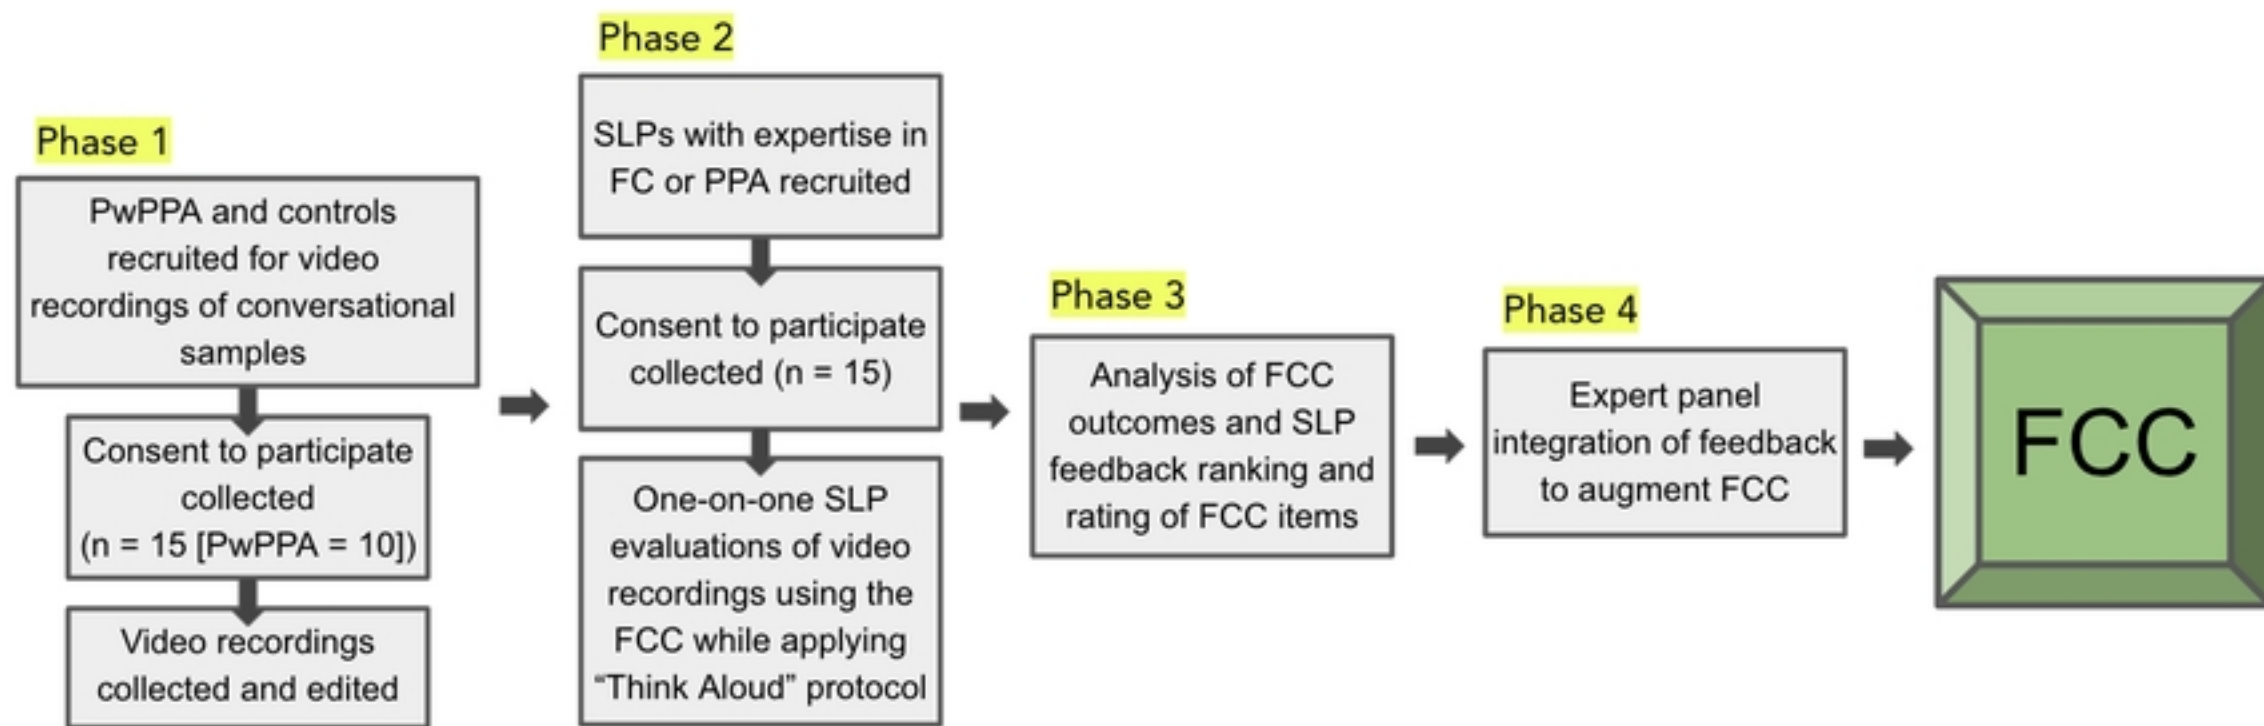 Phase 1
PwPPA and controls
recruited for video
recordings of conversational
samples
Consent to participate
collected
(n = 15 [PwPPA = 10])
Video recordings
collected and edited
Phase 2
SLPs with expertise in
FC or PPA recruited
Consent to participate
collected (n = 15)
One-on-one SLP
evaluations of video
recordings using the
FCC while applying
“Think Aloud” protocol
Phase 3
Analysis of FCC
outcomes and SLP
feedback ranking and
rating of FCC items
Phase 4
Expert panel
integration of feedback
to augment FCC
FCC